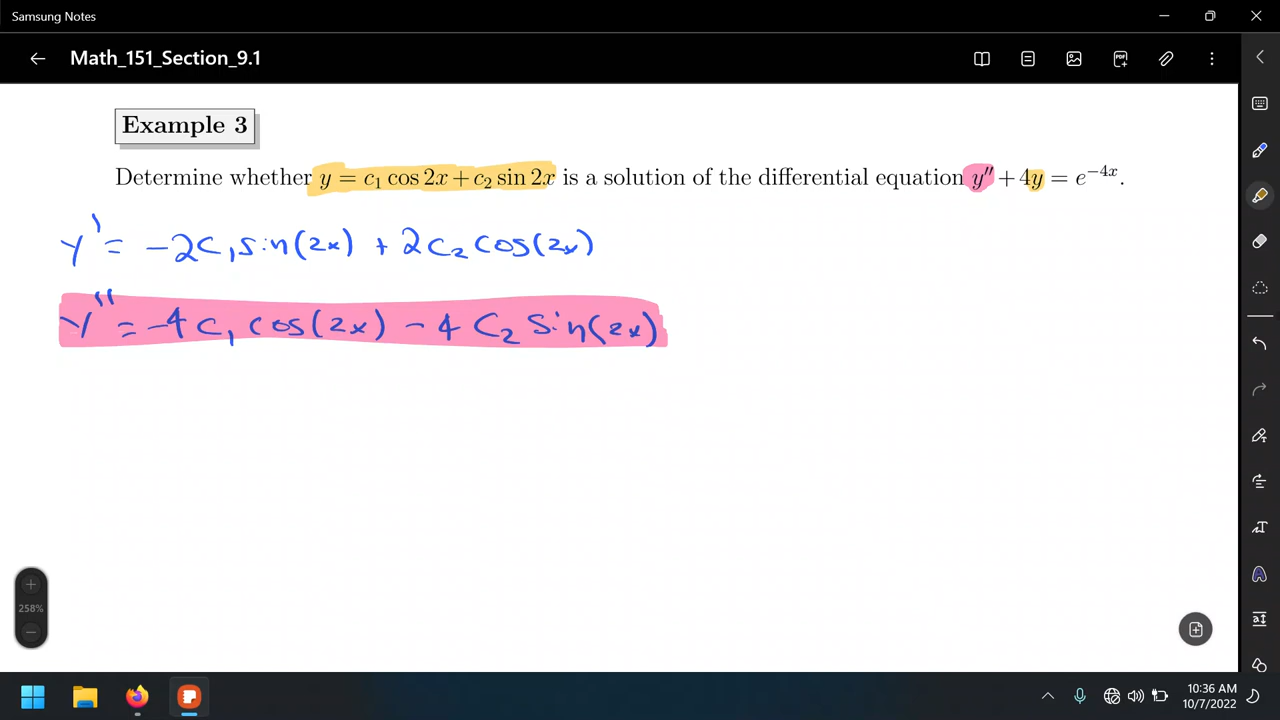 Samsung Notes
Math_151_Section_9.1
Example 3
Determine whether y = c₁ cos 2x + c₂ sin 2x is a solution of the differential equation y″ + 4y = e⁻⁴ˣ.
y' = -2c₁sin(2x) + 2c₂cos(2x)
y'' = -4c₁cos(2x) - 4c₂sin(2x)
258%
10:36 AM
10/7/2022